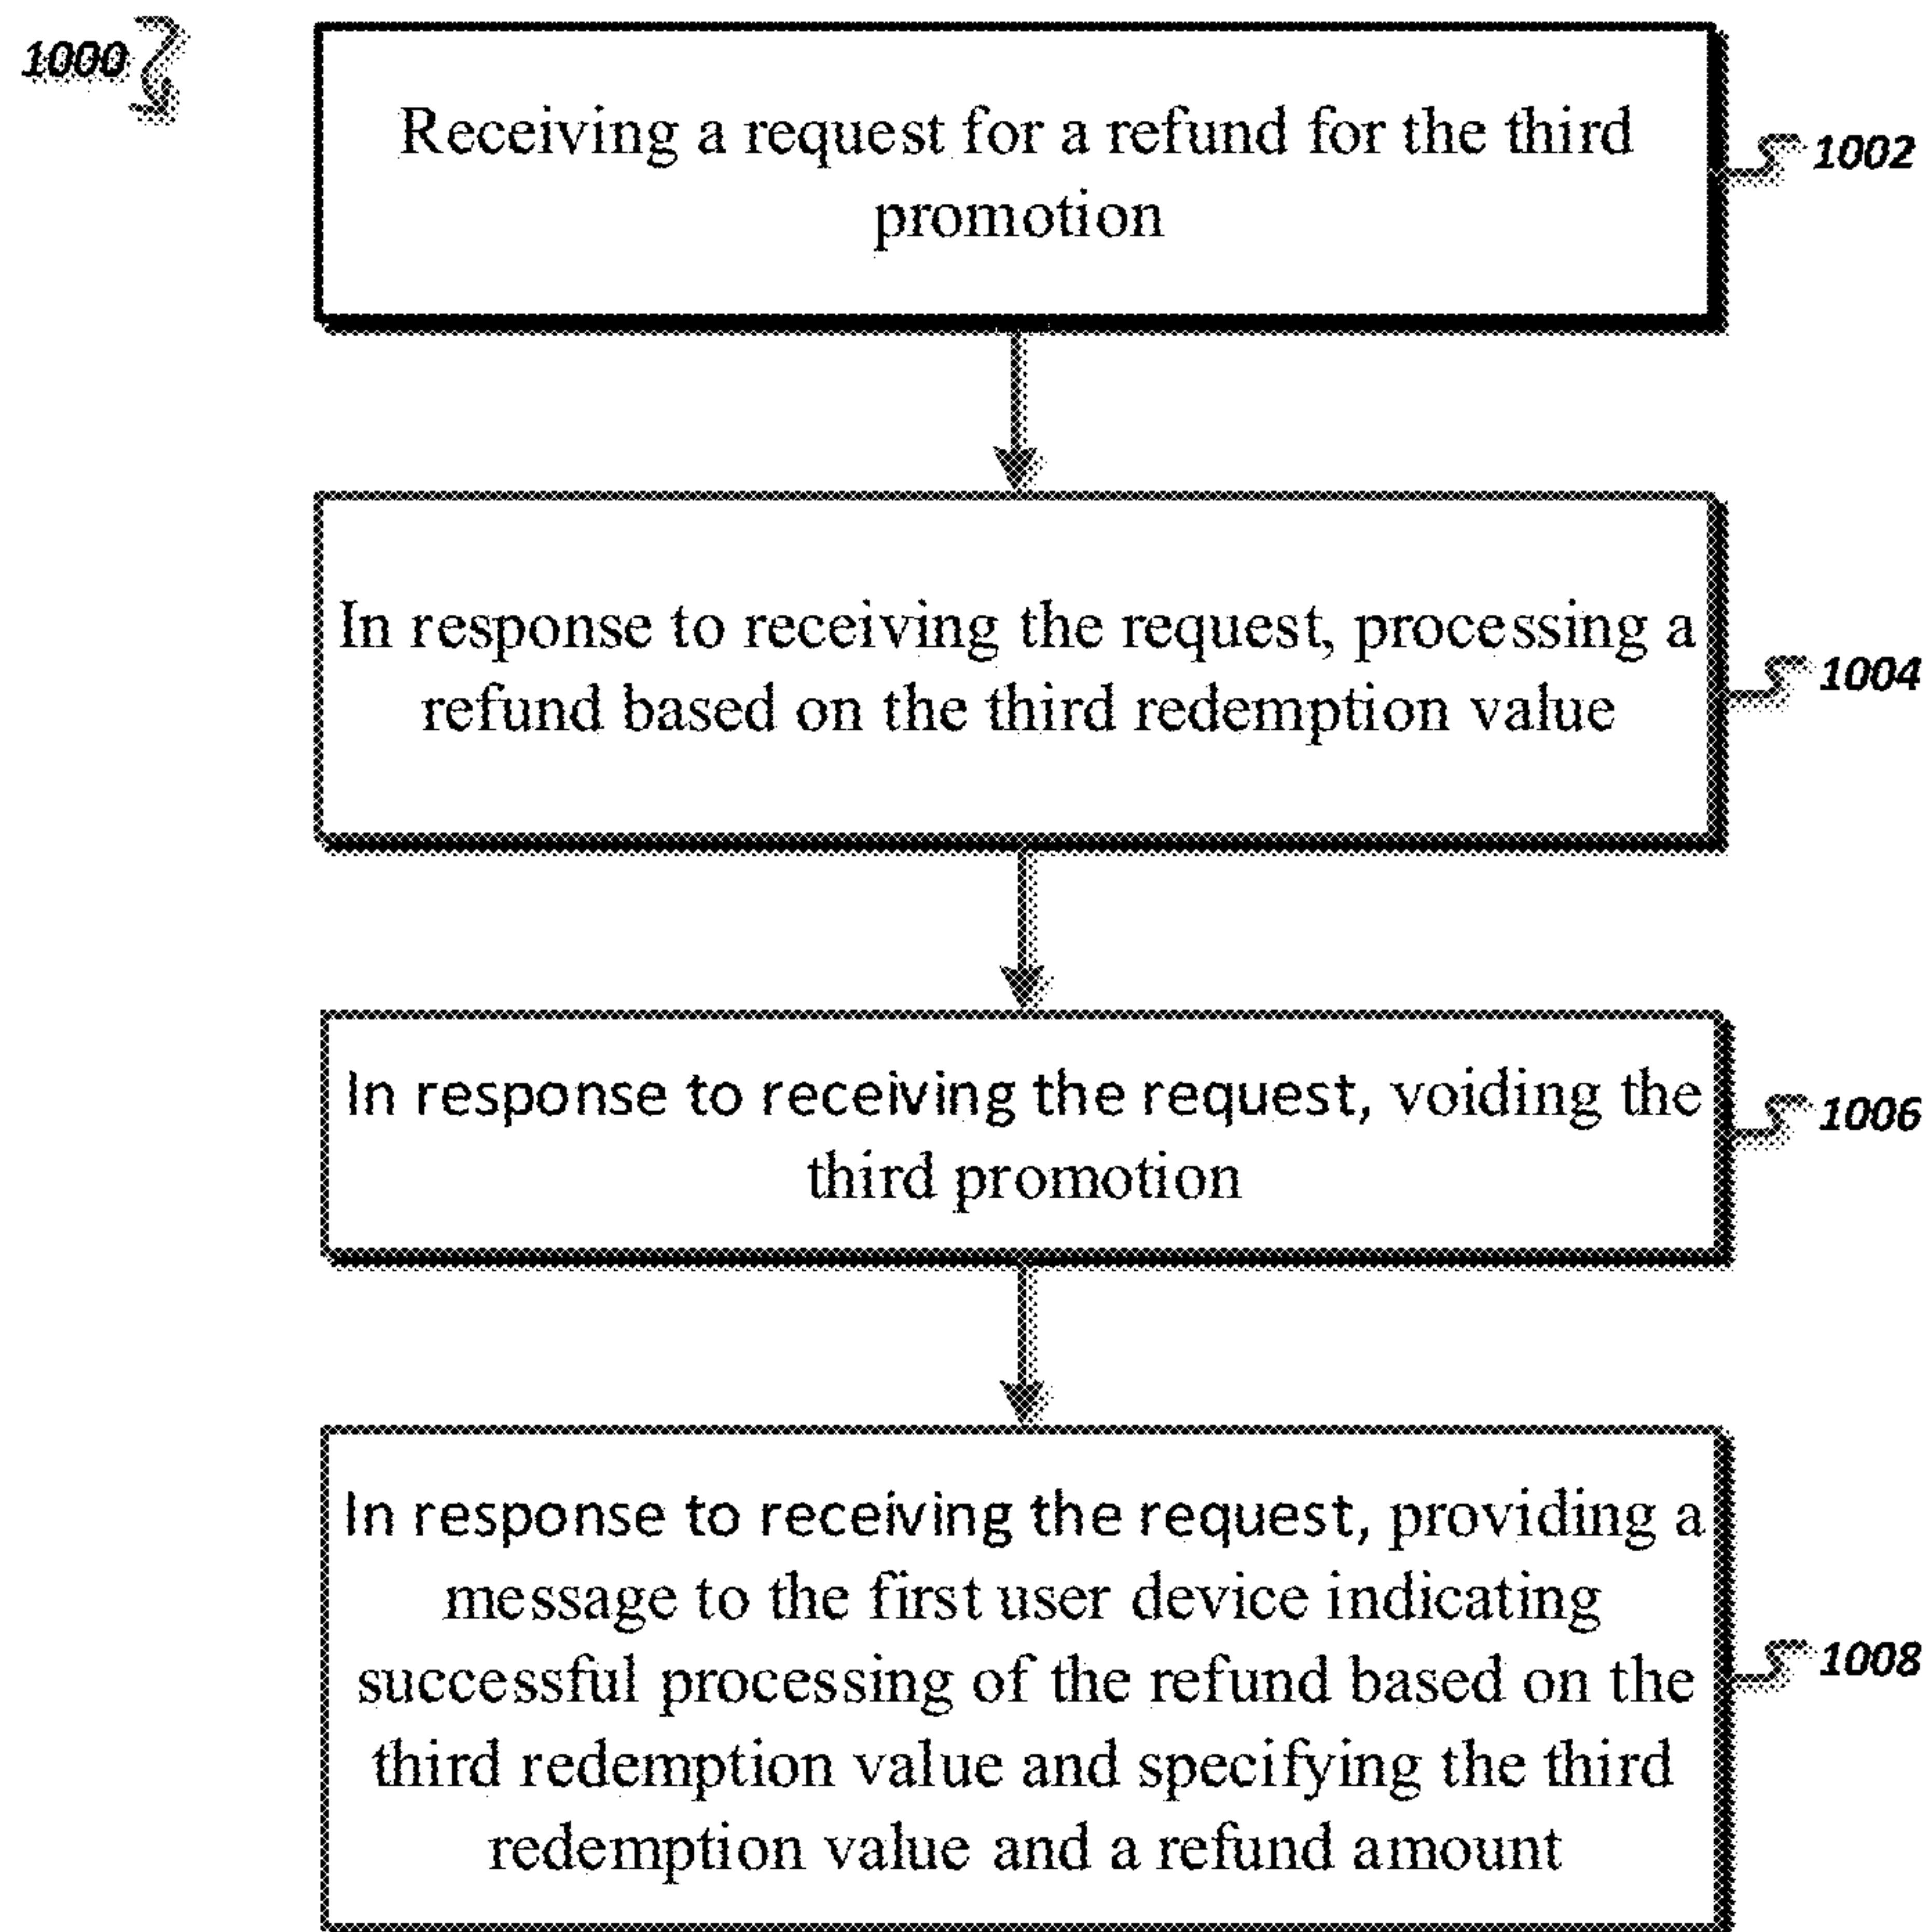 1000
Receiving a request for a refund for the third
promotion
1002
In response to receiving the request, processing a
refund based on the third redemption value
1004
In response to receiving the request, voiding the
third promotion
1006
In response to receiving the request, providing a
message to the first user device indicating
successful processing of the refund based on the
third redemption value and specifying the third
redemption value and a refund amount
1008